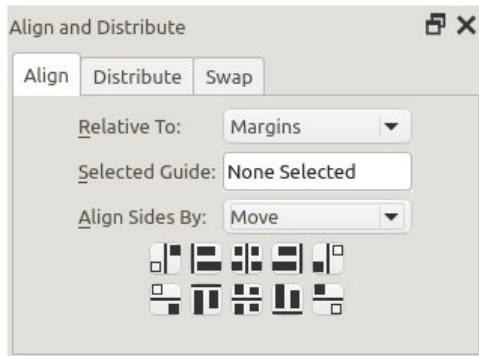 Align and Distribute
Align Distribute Swap
Relative To: Margins
Selected Guide: None Selected
Align Sides By: Move